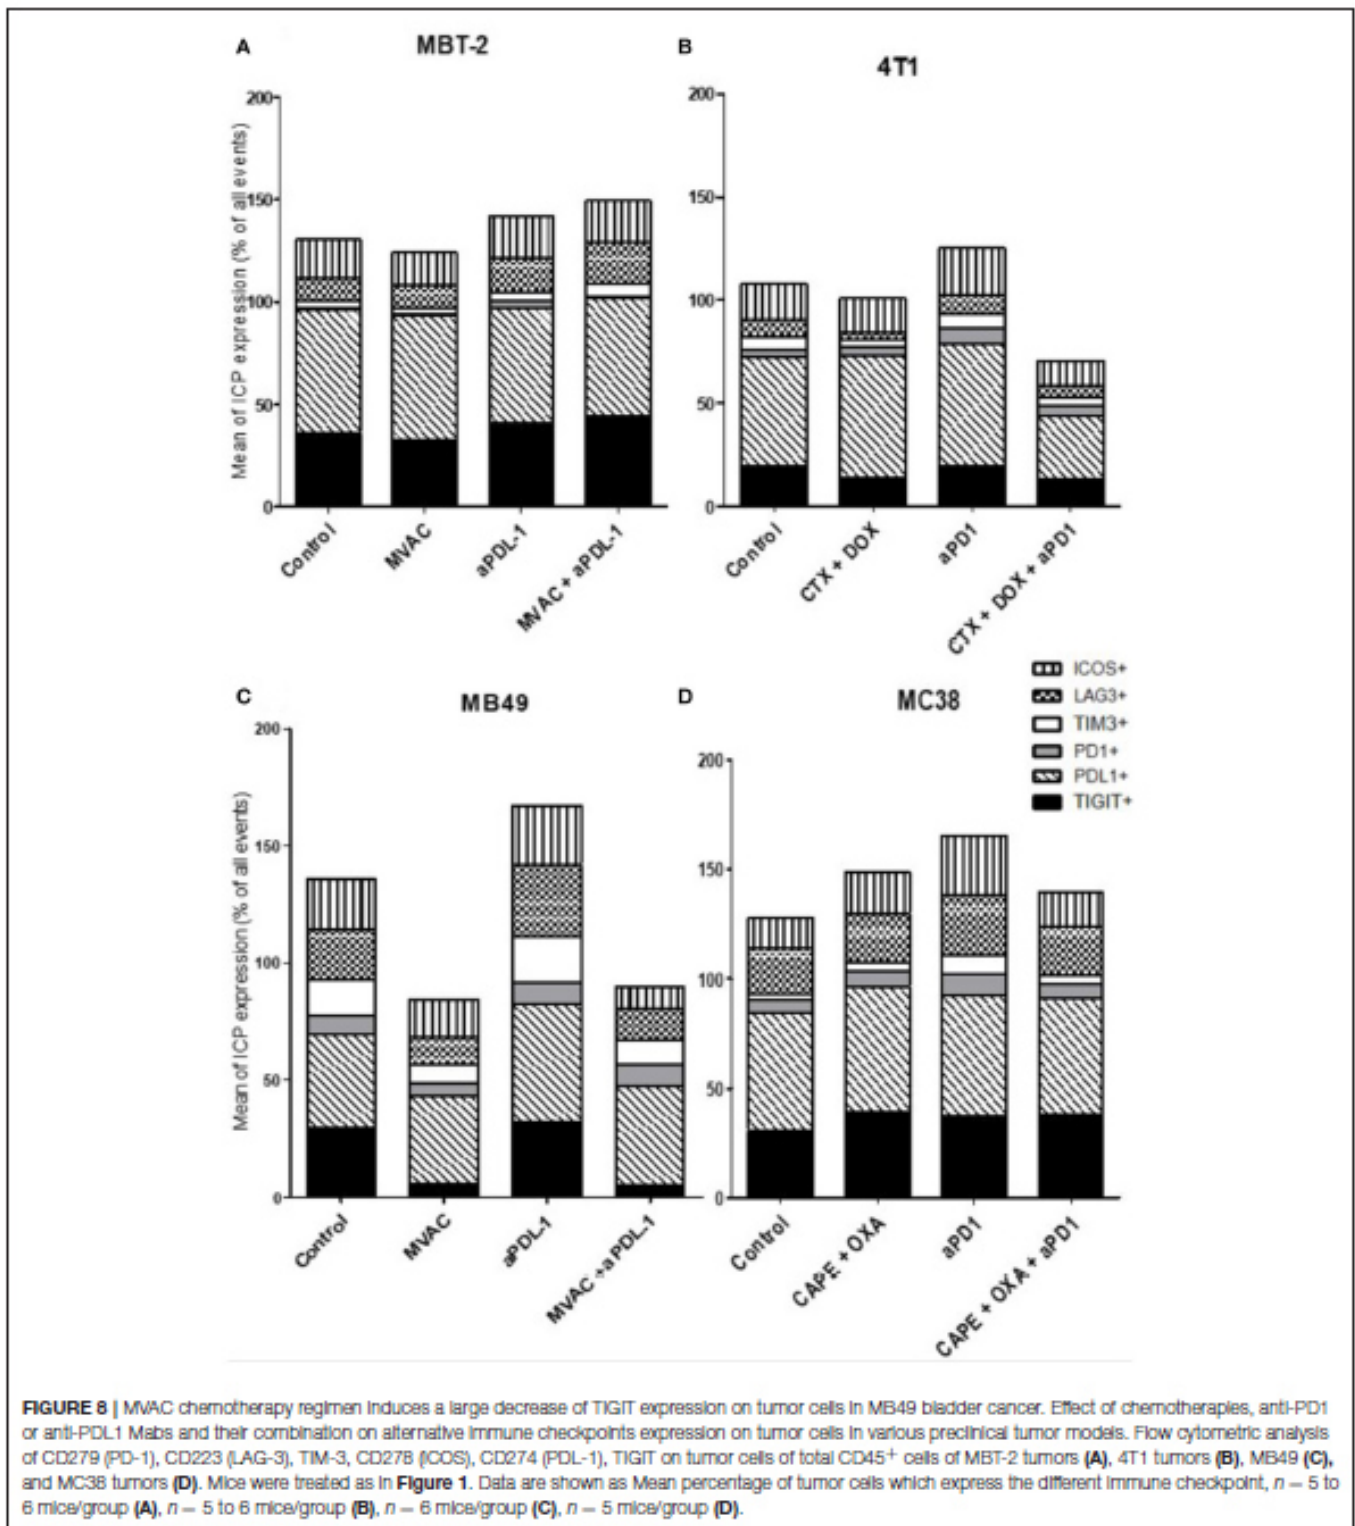 A
MBT-2
Mean of ICP expression (% of all events)
200
150
100
50
0
Control
MVAC
aPDL-1
MVAC + aPDL-1
B
4T1
200
150
100
50
0
Control
CTX + DOX
aPD1
CTX + DOX + aPD1
C
MB49
Mean of ICP expression (% of all events)
200
150
100
50
0
Control
MVAC
aPDL-1
MVAC +aPDL-1
D
MC38
200
150
100
50
0
Control
CAPE + OXA
aPD1
CAPE + OXA + aPD1
ICOS+
LAG3+
TIM3+
PD1+
PDL1+
TIGIT+
FIGURE 8 | MVAC chemotherapy regimen induces a large decrease of TIGIT expression on tumor cells in MB49 bladder cancer. Effect of chemotherapies, anti-PD1
or anti-PDL1 Mabs and their combination on alternative immune checkpoints expression on tumor cells in various preclinical tumor models. Flow cytometric analysis
of CD279 (PD-1), CD223 (LAG-3), TIM-3, CD278 (ICOS), CD274 (PDL-1), TIGIT on tumor cells of total CD45+ cells of MBT-2 tumors (A), 4T1 tumors (B), MB49 (C),
and MC38 tumors (D). Mice were treated as in Figure 1. Data are shown as Mean percentage of tumor cells which express the different immune checkpoint, n = 5 to
6 mice/group (A), n = 5 to 6 mice/group (B), n = 6 mice/group (C), n = 5 mice/group (D).